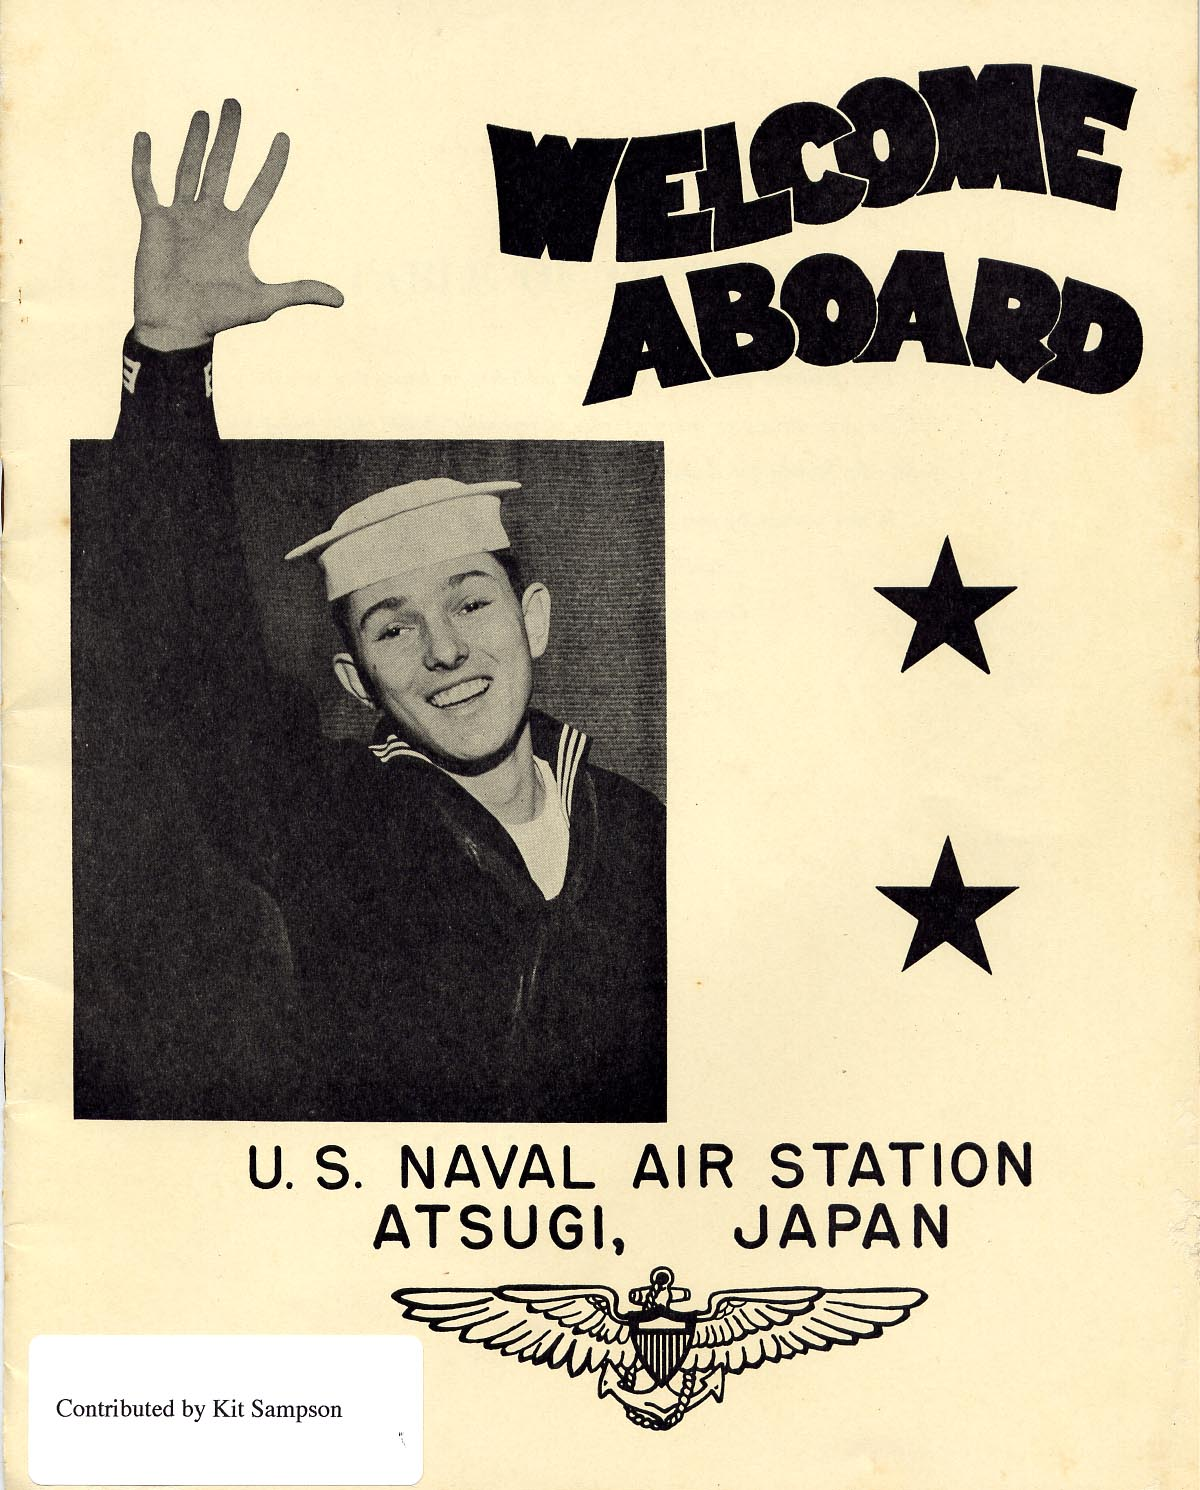 WELCOME
ABOARD
U. S. NAVAL AIR STATION
ATSUGI, JAPAN
Contributed by Kit Sampson